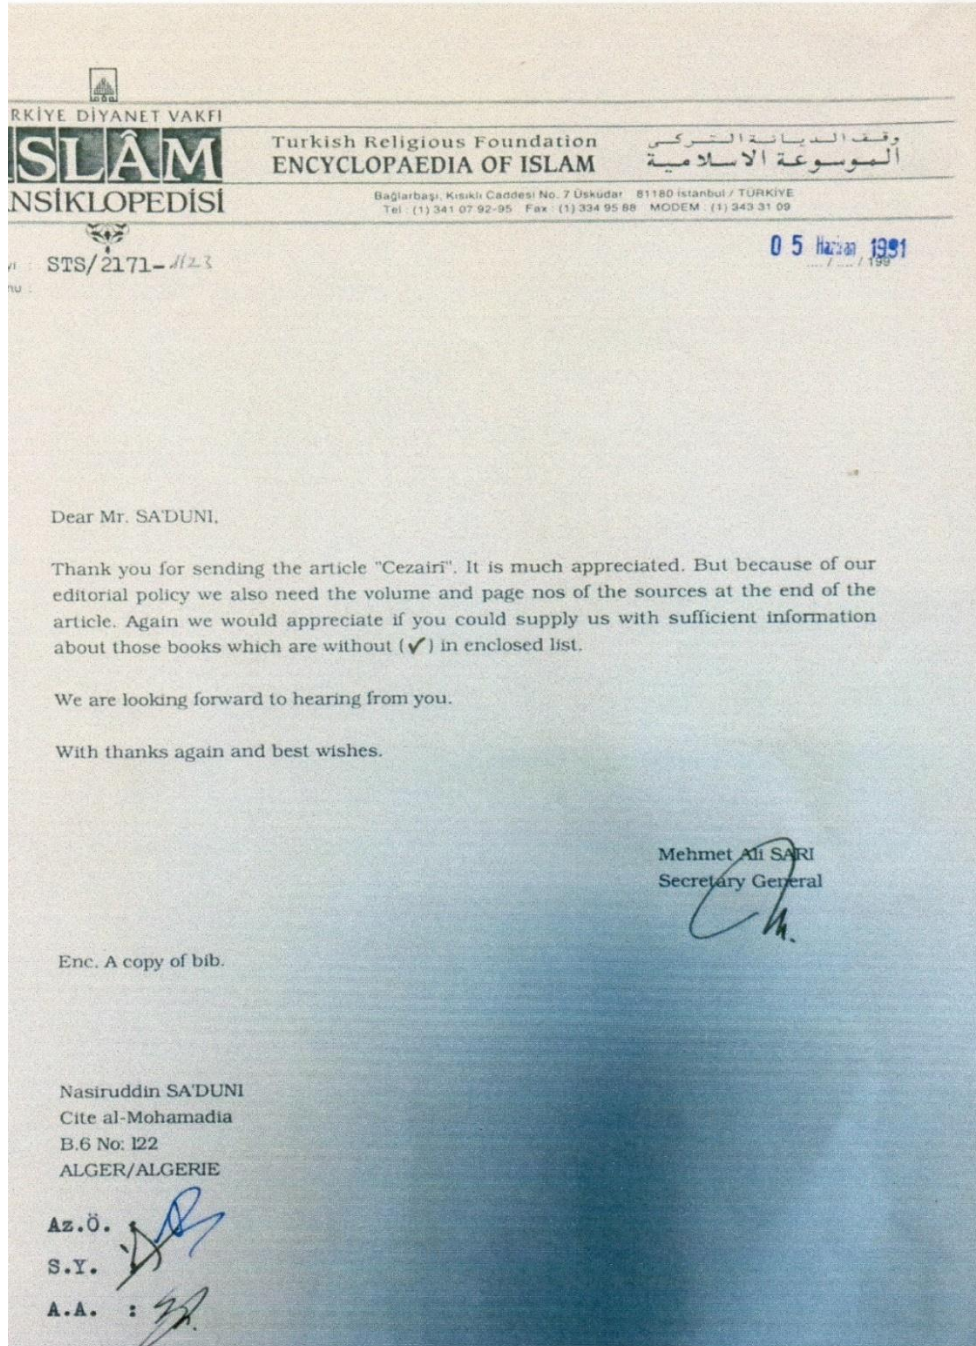 RKİYE DİYANET VAKFI
SLÂM
NSİKLOPEDİSİ
Turkish Religious Foundation
ENCYCLOPAEDIA OF ISLAM
وقف الديانة التركى
الموسوعة الاسلامية
Bağlarbaşı, Kısıklı Caddesi No. 7 Üsküdar 81180 İstanbul / TÜRKİYE
Tel : (1) 341 07 92-95 Fax : (1) 334 95 88 MODEM : (1) 343 31 09
STS/2171-1123
05 Haziran 1991
.... / .... / 199
Dear Mr. SA'DUNI,
Thank you for sending the article "Cezairî". It is much appreciated. But because of our
editorial policy we also need the volume and page nos of the sources at the end of the
article. Again we would appreciate if you could supply us with sufficient information
about those books which are without (✓) in enclosed list.
We are looking forward to hearing from you.
With thanks again and best wishes.
Mehmet Ali SARI
Secretary General
Enc. A copy of bib.
Nasiruddin SA'DUNI
Cite al-Mohamadia
B.6 No: 122
ALGER/ALGERIE
Az.Ö. :
S.Y.
A.A. :